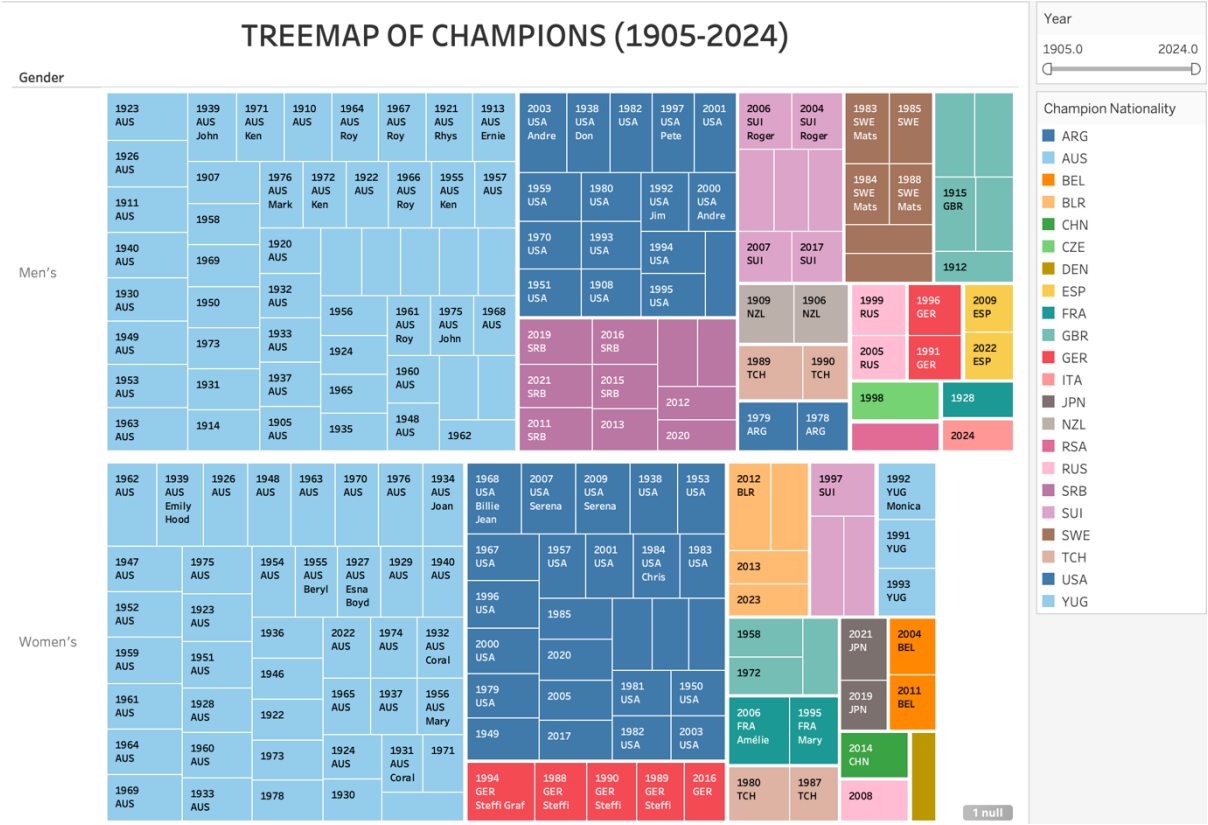 TREEMAP OF CHAMPIONS (1905-2024)
Gender
Men's
1923
AUS
1926
AUS
1911
AUS
1940
AUS
1930
AUS
1949
AUS
1953
AUS
1963
AUS
1939
AUS
John
1971
AUS
Ken
1910
AUS
1964
AUS
Roy
1967
AUS
Roy
1921
AUS
Rhys
1913
AUS
Ernie
1907
1958
1969
1950
1973
1931
1914
1976
AUS
Mark
1972
AUS
Ken
1922
AUS
1966
AUS
Roy
1955
AUS
Ken
1957
AUS
1920
AUS
1932
AUS
1933
AUS
1937
AUS
1905
AUS
1956
1924
1965
1935
1961
AUS
Roy
1975
AUS
John
1968
AUS
1960
AUS
1948
AUS
1962
2003
USA
Andre
1938
USA
Don
1982
USA
1997
USA
Pete
2001
USA
1959
USA
1970
USA
1951
USA
1980
USA
1993
USA
1908
USA
1992
USA
Jim
2000
USA
Andre
1994
USA
1995
USA
2019
SRB
2021
SRB
2011
SRB
2016
SRB
2015
SRB
2013
2012
2020
2006
SUI
Roger
2004
SUI
Roger
2007
SUI
2017
SUI
1983
SWE
Mats
1985
SWE
1984
SWE
Mats
1988
SWE
Mats
1915
GBR
1912
1909
NZL
1906
NZL
1989
TCH
1990
TCH
1979
ARG
1978
ARG
1999
RUS
2005
RUS
1996
GER
1991
GER
2009
ESP
2022
ESP
1998
1928
2024
Women's
1962
AUS
1939
AUS
Emily
Hood
1926
AUS
1948
AUS
1963
AUS
1970
AUS
1976
AUS
1934
AUS
Joan
1947
AUS
1952
AUS
1959
AUS
1961
AUS
1964
AUS
1969
AUS
1975
AUS
1923
AUS
1951
AUS
1928
AUS
1960
AUS
1933
AUS
1954
AUS
1955
AUS
Beryl
1927
AUS
Esna
Boyd
1929
AUS
1940
AUS
1936
1946
1922
1973
1978
2022
AUS
1974
AUS
1932
AUS
Coral
1965
AUS
1937
AUS
1956
AUS
Mary
1924
AUS
1931
AUS
Coral
1971
1930
1968
USA
Billie
Jean
2007
USA
Serena
2009
USA
Serena
1938
USA
1953
USA
1967
USA
1996
USA
2000
USA
1979
USA
1949
1957
USA
2001
USA
1984
USA
Chris
1983
USA
1985
2020
2005
2017
1981
USA
1950
USA
1982
USA
2003
USA
1994
GER
Steffi Graf
1988
GER
Steffi
1990
GER
Steffi
1989
GER
Steffi
2016
GER
2012
BLR
2013
2023
1997
SUI
1992
YUG
Monica
1991
YUG
1993
YUG
1958
1972
2021
JPN
2019
JPN
2004
BEL
2011
BEL
2006
FRA
Amélie
1995
FRA
Mary
1980
TCH
1987
TCH
2014
CHN
2008
1 null
Year
1905.0 2024.0
Champion Nationality
ARG
AUS
BEL
BLR
CHN
CZE
DEN
ESP
FRA
GBR
GER
ITA
JPN
NZL
RSA
RUS
SRB
SUI
SWE
TCH
USA
YUG